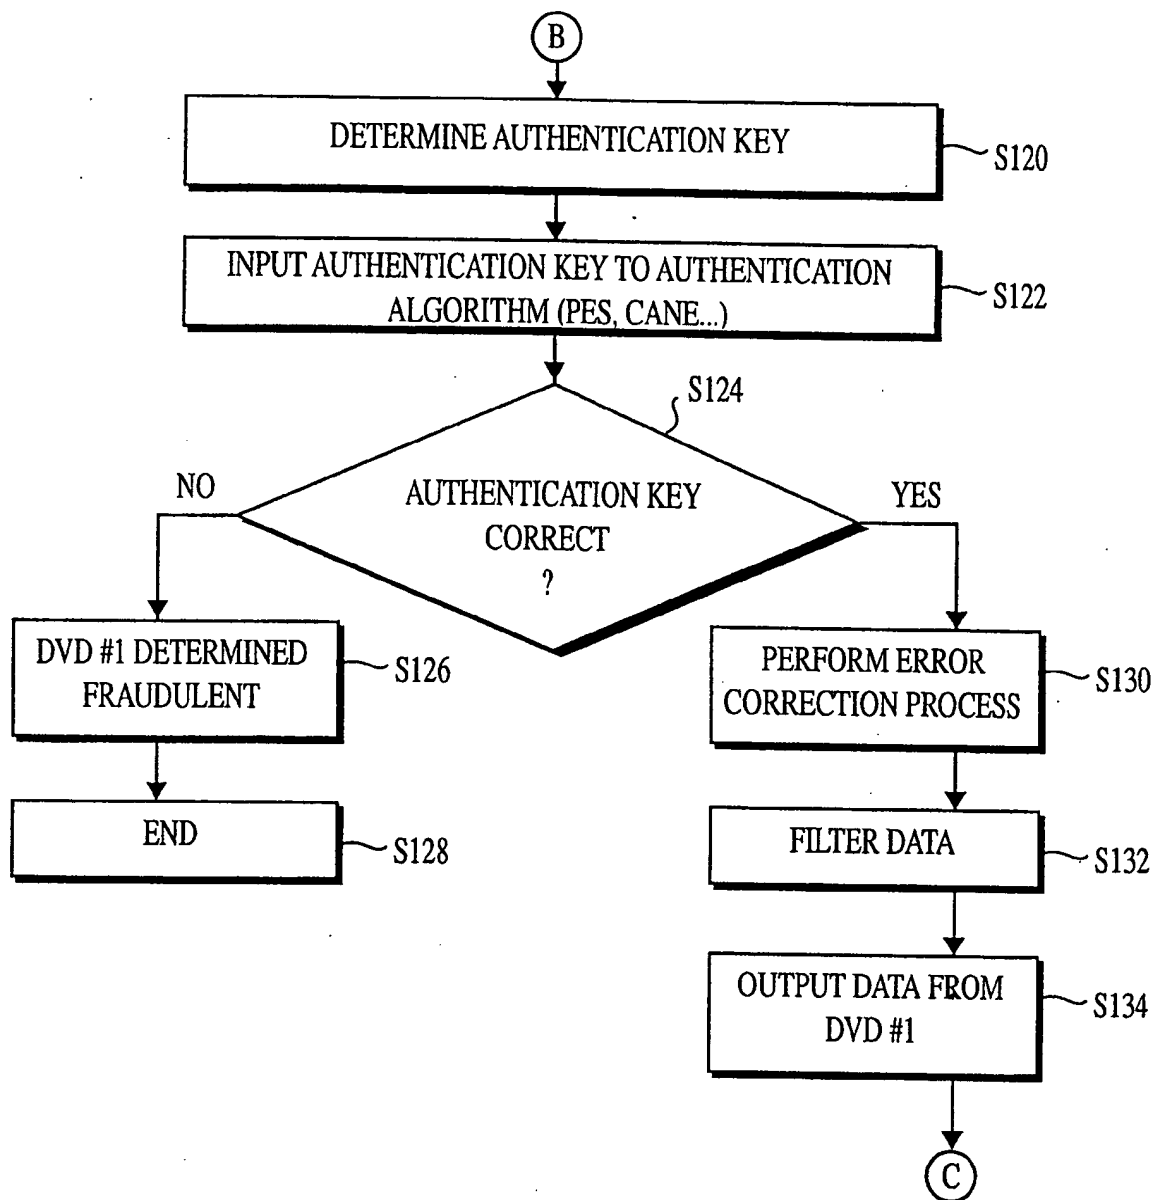 B
DETERMINE AUTHENTICATION KEY
S120
INPUT AUTHENTICATION KEY TO AUTHENTICATION
ALGORITHM (PES, CANE...)
S122
S124
NO
AUTHENTICATION KEY
CORRECT
?
YES
DVD #1 DETERMINED
FRAUDULENT
S126
PERFORM ERROR
CORRECTION PROCESS
S130
END
S128
FILTER DATA
S132
OUTPUT DATA FROM
DVD #1
S134
C